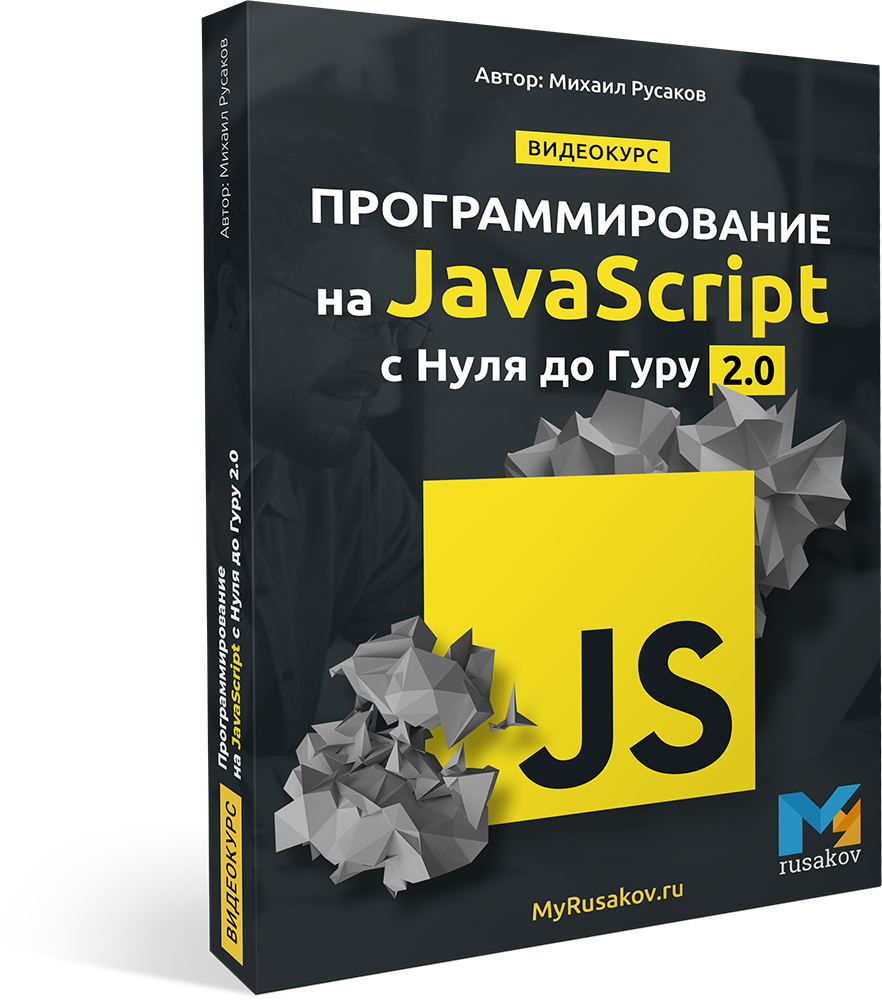 Автор: Михаил Русаков
ВИДЕОКУРС
ПРОГРАММИРОВАНИЕ
на JavaScript
с Нуля до Гуру 2.0
JS
rusakov
MyRusakov.ru
Автор: Михаил Русаков
Программирование
на JavaScript с Нуля до Гуру 2.0
ВИДЕОКУРС